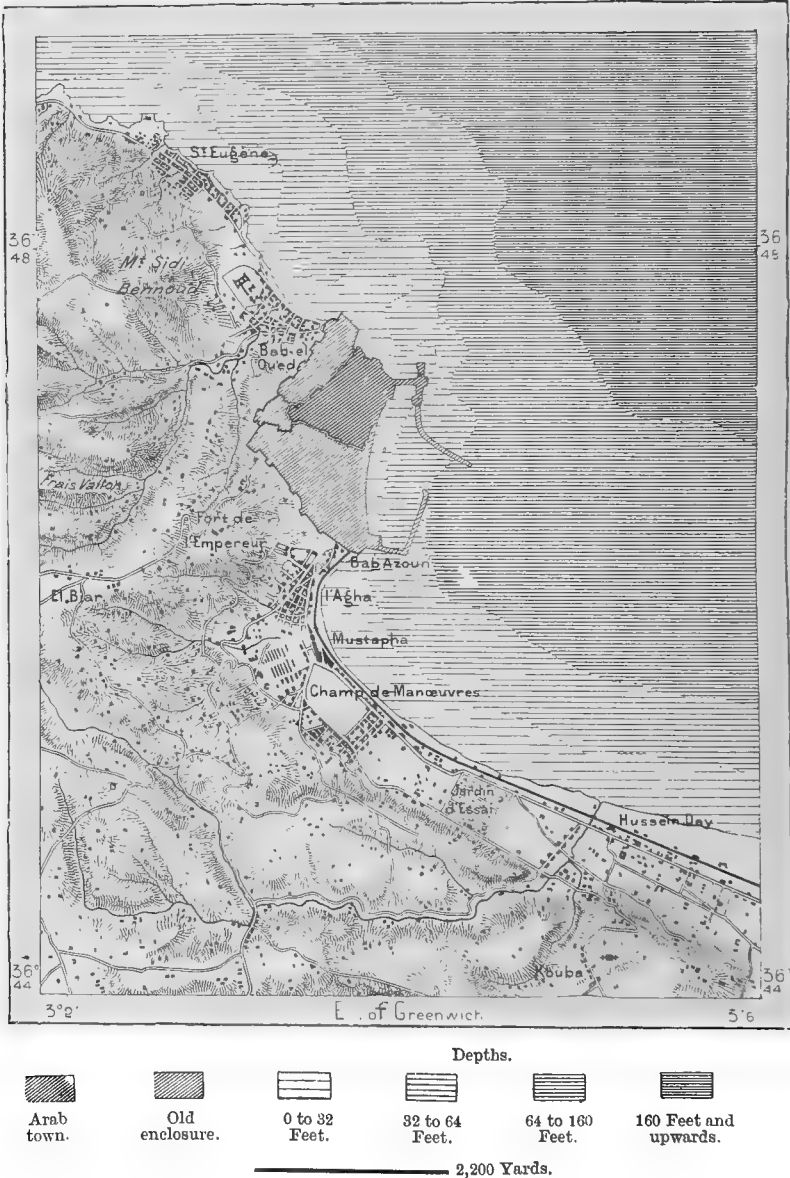 St Eugène
36
48
36
48
Mt Sidi
Bennoud
Bab-el
Oued
Frais Vallon
Fort de
l'Empereur
Bab Azoun
El Biar
l'Agha
Mustapha
Champ de Manœuvres
Jardin
d'Essai
Hussein Dey
Kouba
36°
44
36°
44
3°2'
E. of Greenwich.
3°6
Depths.
Arab
town.
Old
enclosure.
0 to 32
Feet.
32 to 64
Feet.
64 to 160
Feet.
160 Feet and
upwards.
2,200 Yards.